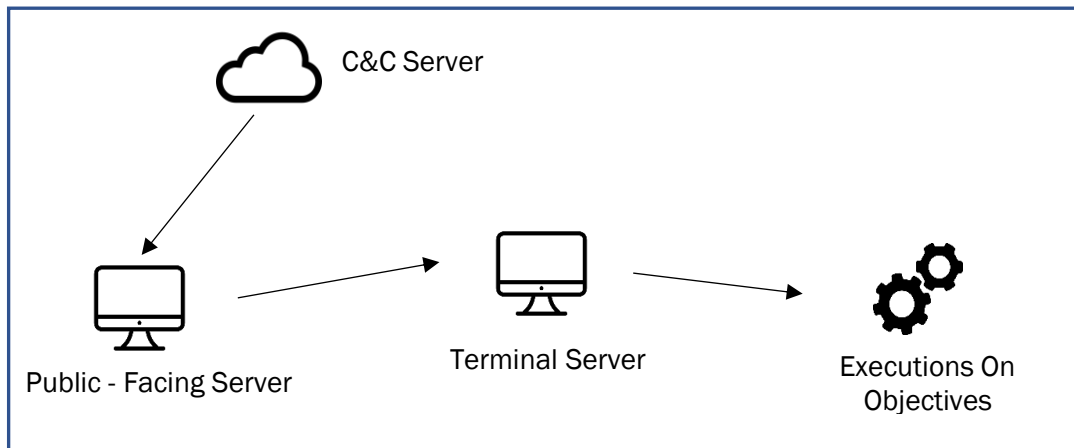 C&C Server
Public - Facing Server
Terminal Server
Executions On
Objectives